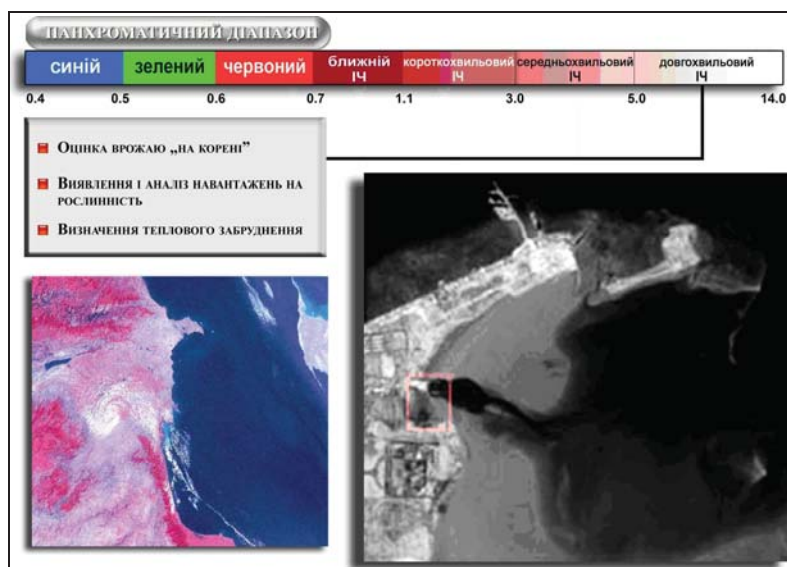 ПАНХРОМАТИЧНИЙ ДІАПАЗОН
синій зелений червоний ближній ІЧ короткохвильовий ІЧ середньохвильовий ІЧ довгохвильовий ІЧ
0.4 0.5 0.6 0.7 1.1 3.0 5.0 14.0
ОЦІНКА ВРОЖАЮ „НА КОРЕНІ”
ВИЯВЛЕННЯ І АНАЛІЗ НАВАНТАЖЕНЬ НА
РОСЛИННІСТЬ
ВИЗНАЧЕННЯ ТЕПЛОВОГО ЗАБРУДНЕННЯ